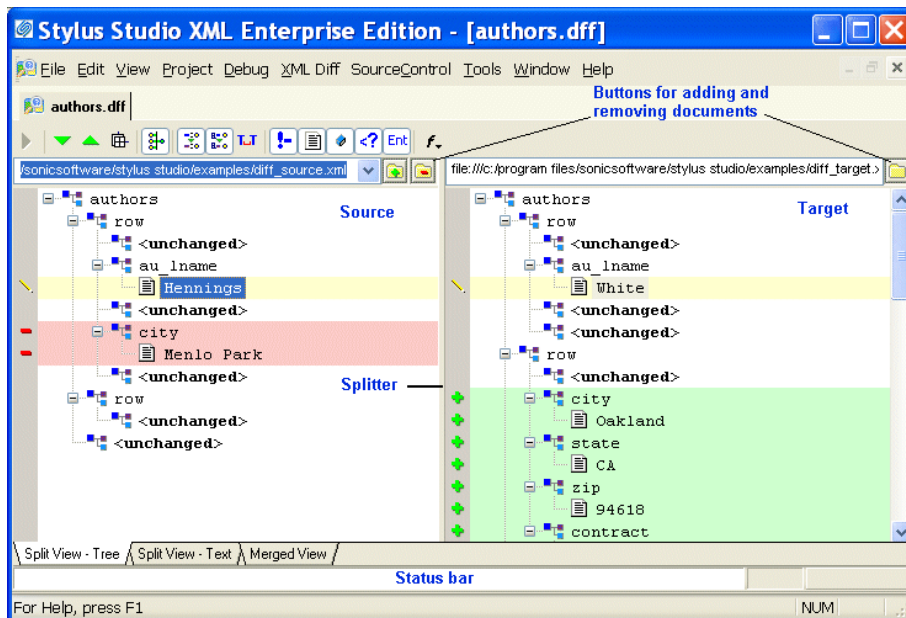 Stylus Studio XML Enterprise Edition - [authors.dff]
File Edit View Project Debug XML Diff SourceControl Tools Window Help
authors.dff
Buttons for adding and
removing documents
<? Ent f
/sonicsoftware/stylus studio/examples/diff_source.xml
file:///c:/program files/sonicsoftware/stylus studio/examples/diff_target.x
Source
authors
row
<unchanged>
au_lname
Hennings
<unchanged>
city
Menlo Park
<unchanged>
row
<unchanged>
<unchanged>
Splitter
Target
authors
row
<unchanged>
au_lname
White
<unchanged>
<unchanged>
row
<unchanged>
city
Oakland
state
CA
zip
94618
contract
Split View - Tree Split View - Text Merged View
Status bar
For Help, press F1
NUM